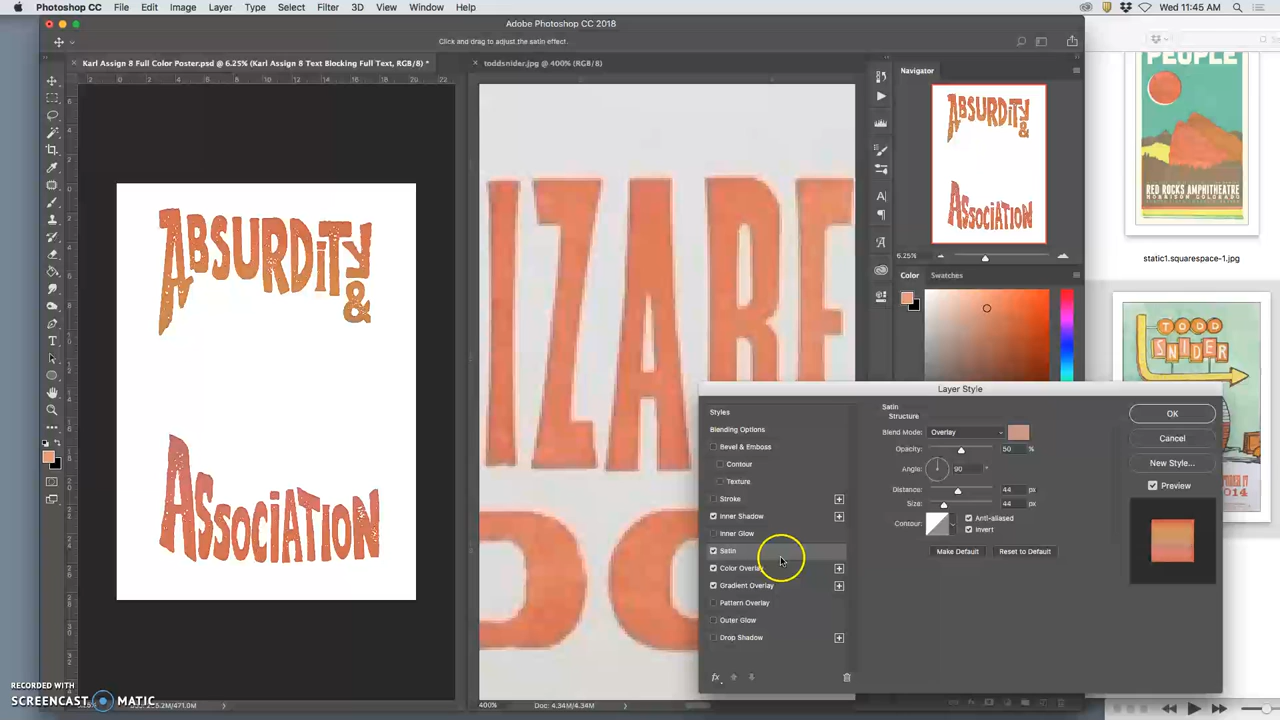 Photoshop CC File Edit Image Layer Type Select Filter 3D View Window Help
11:45 AM
Adobe Photoshop CC 2018
Click and drag to adjust the satin effect.
Karl Assign 8 Full Color Poster.psd @ 6.25% (Karl Assign 8 Text Blocking Full Text, RGB/8) *
toddsnider.jpg @ 400% (RGB/8)
ABSURDITY
&
ASSOCIATION
IZARE
Navigator
ABSURDITY
&
ASSOCIATION
6.25%
Color Swatches
PEOPLE
RED ROCKS AMPHITHEATRE
static1.squarespace-1.jpg
TODD
SNIDER
2014
Layer Style
Styles
Blending Options
Bevel & Emboss
Contour
Texture
Stroke
Inner Shadow
Inner Glow
Satin
Color Overlay
Gradient Overlay
Pattern Overlay
Outer Glow
Drop Shadow
fx
Satin
Structure
Blend Mode: Overlay
Opacity: 50 %
Angle: 90 °
Distance: 44 px
Size: 44 px
Contour: Anti-aliased
Invert
Make Default Reset to Default
OK
Cancel
New Style...
Preview
400% Doc: 4.34M/4.34M
RECORDED WITH
SCREENCAST MATIC